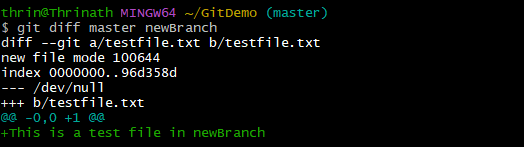 thrin@Thrinath MINGW64 ~/GitDemo (master)
$ git diff master newBranch
diff --git a/testfile.txt b/testfile.txt
new file mode 100644
index 0000000..96d358d
--- /dev/null
+++ b/testfile.txt
@@ -0,0 +1 @@
+This is a test file in newBranch